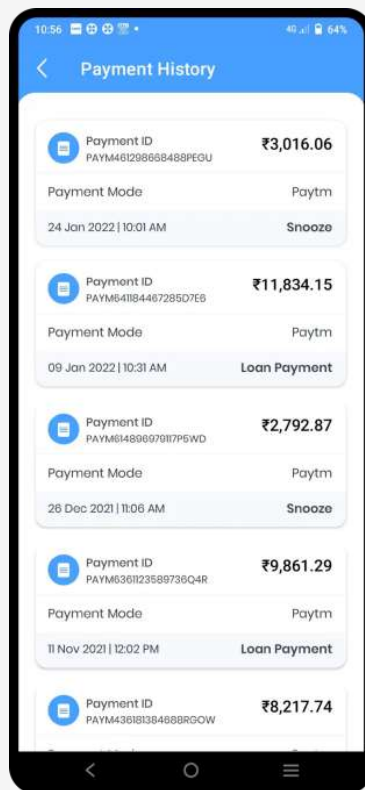 10:56 4G 64%
Payment History
Payment ID ₹3,016.06
PAYM461298668488PEGU
Payment Mode Paytm
24 Jan 2022 | 10:01 AM Snooze
Payment ID ₹11,834.15
PAYM641184467285D7E6
Payment Mode Paytm
09 Jan 2022 | 10:31 AM Loan Payment
Payment ID ₹2,792.87
PAYM614896979117P5WD
Payment Mode Paytm
26 Dec 2021 | 11:06 AM Snooze
Payment ID ₹9,861.29
PAYM6361123589736Q4R
Payment Mode Paytm
11 Nov 2021 | 12:02 PM Loan Payment
Payment ID ₹8,217.74
PAYM436181384688RGOW